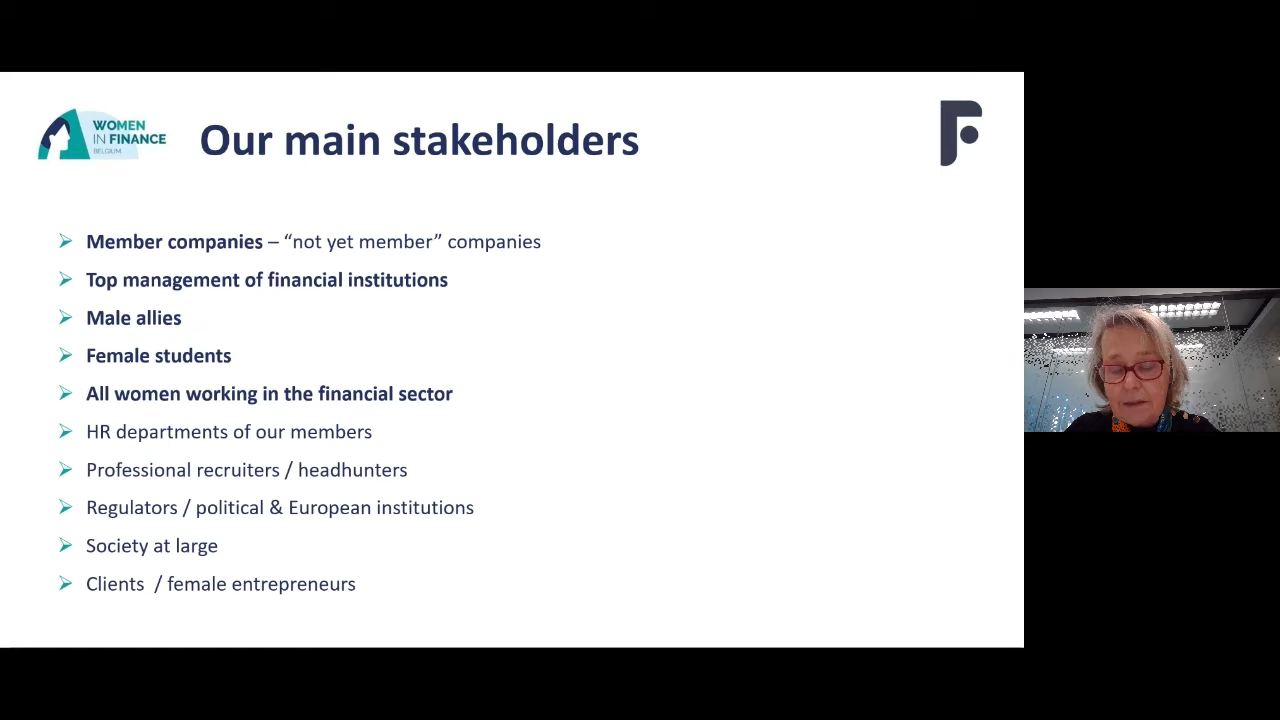 WOMEN
IN FINANCE
BELGIUM
Our main stakeholders
Member companies – “not yet member” companies
Top management of financial institutions
Male allies
Female students
All women working in the financial sector
HR departments of our members
Professional recruiters / headhunters
Regulators / political & European institutions
Society at large
Clients / female entrepreneurs